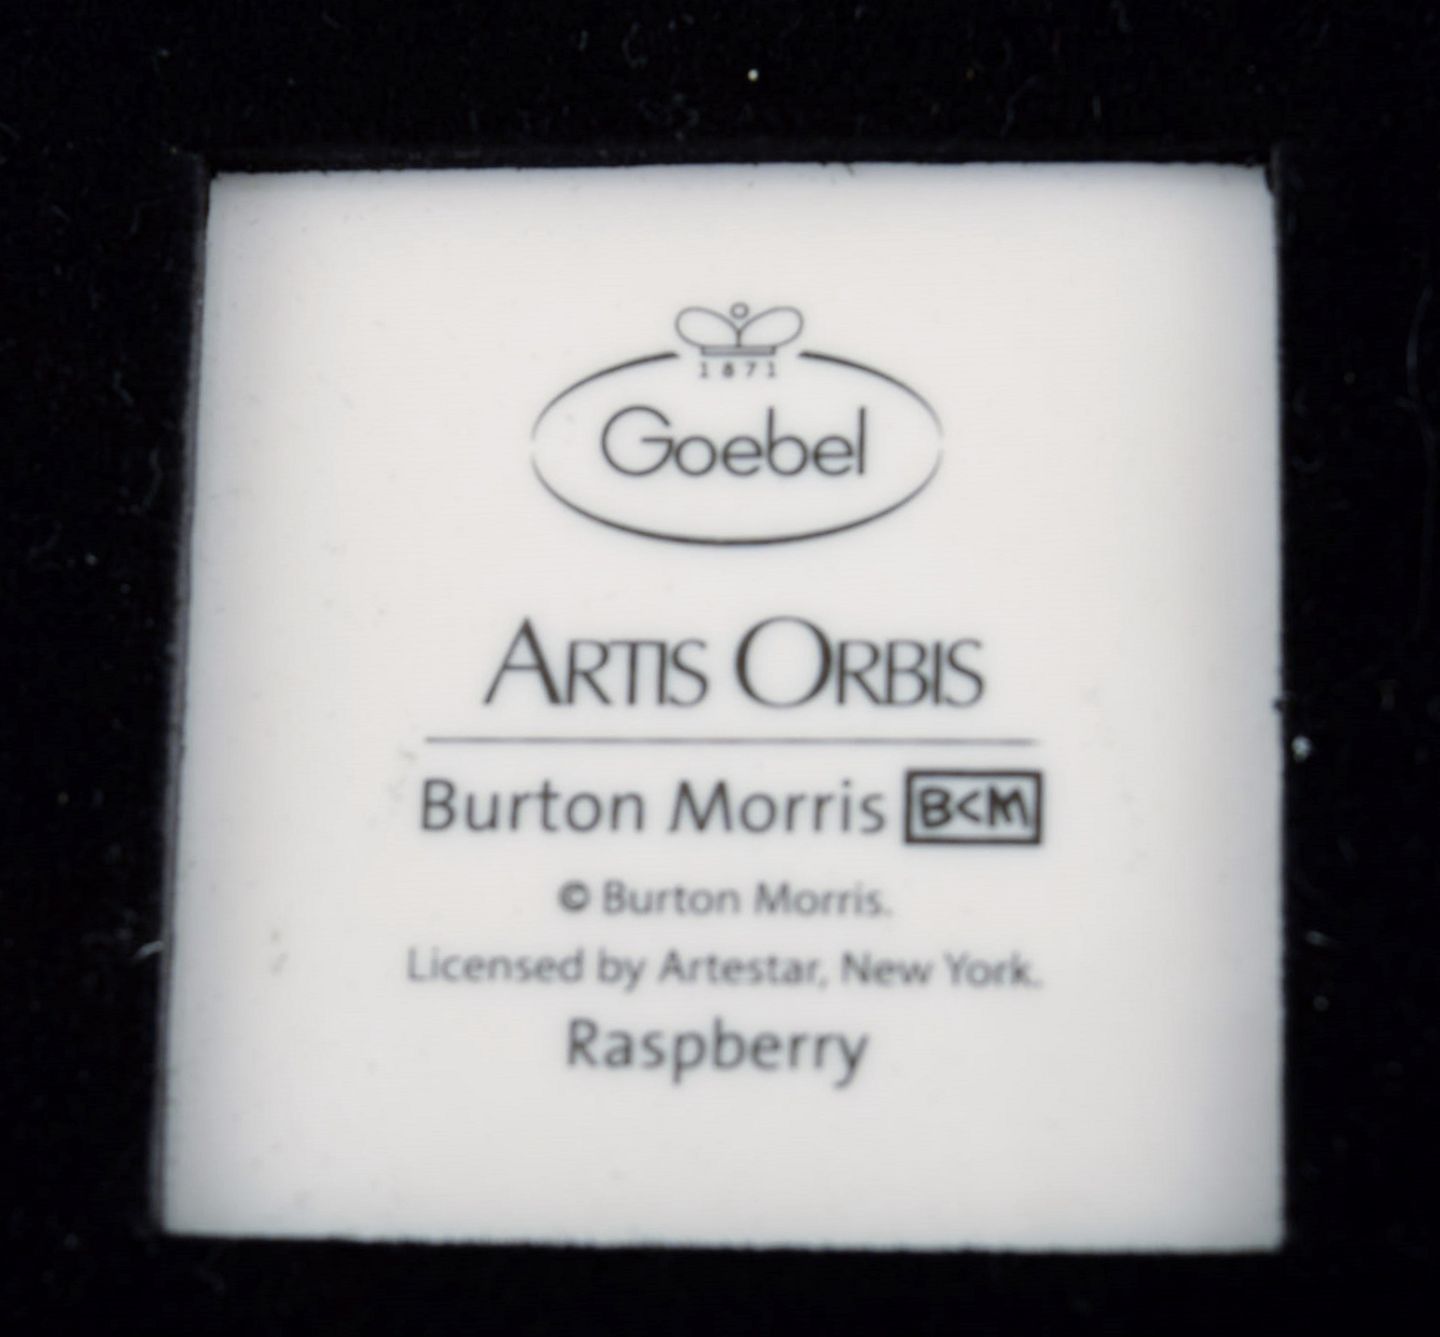 1871
Goebel
ARTIS ORBIS
Burton Morris B<M
© Burton Morris.
Licensed by Artestar, New York.
Raspberry